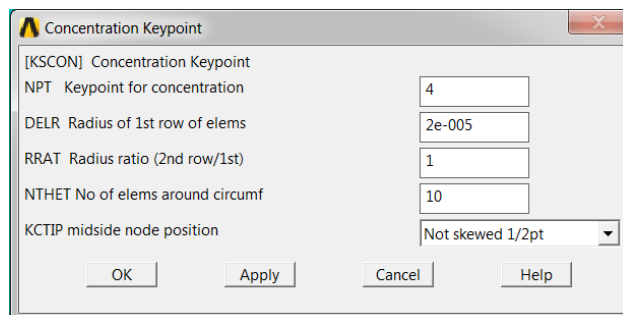 Concentration Keypoint
[KSCON] Concentration Keypoint
NPT Keypoint for concentration 4
DELR Radius of 1st row of elems 2e-005
RRAT Radius ratio (2nd row/1st) 1
NTHET No of elems around circumf 10
KCTIP midside node position Not skewed 1/2pt
OK Apply Cancel Help